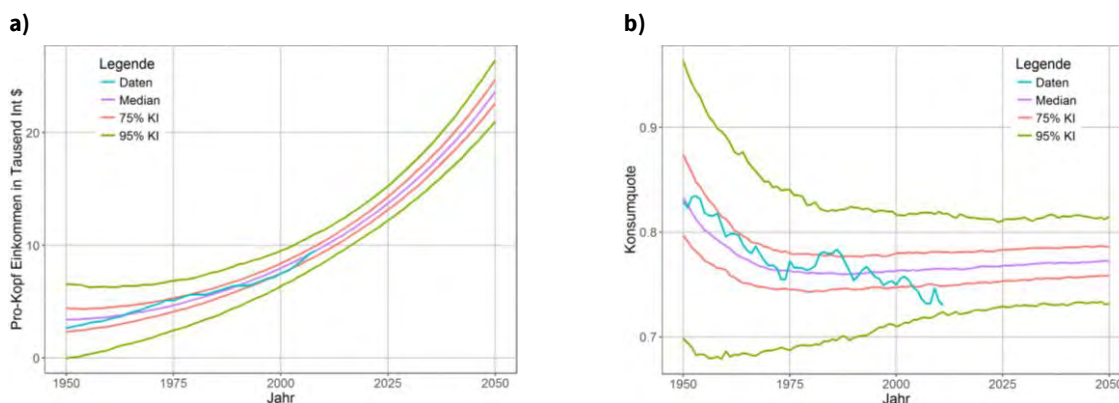 a)
Pro-Kopf Einkommen in Tausend Int $
20
10
0
Legende
Daten
Median
75% KI
95% KI
1950 1975 2000 2025 2050
Jahr
b)
Konsumquote
0.9
0.8
0.7
Legende
Daten
Median
75% KI
95% KI
1950 1975 2000 2025 2050
Jahr